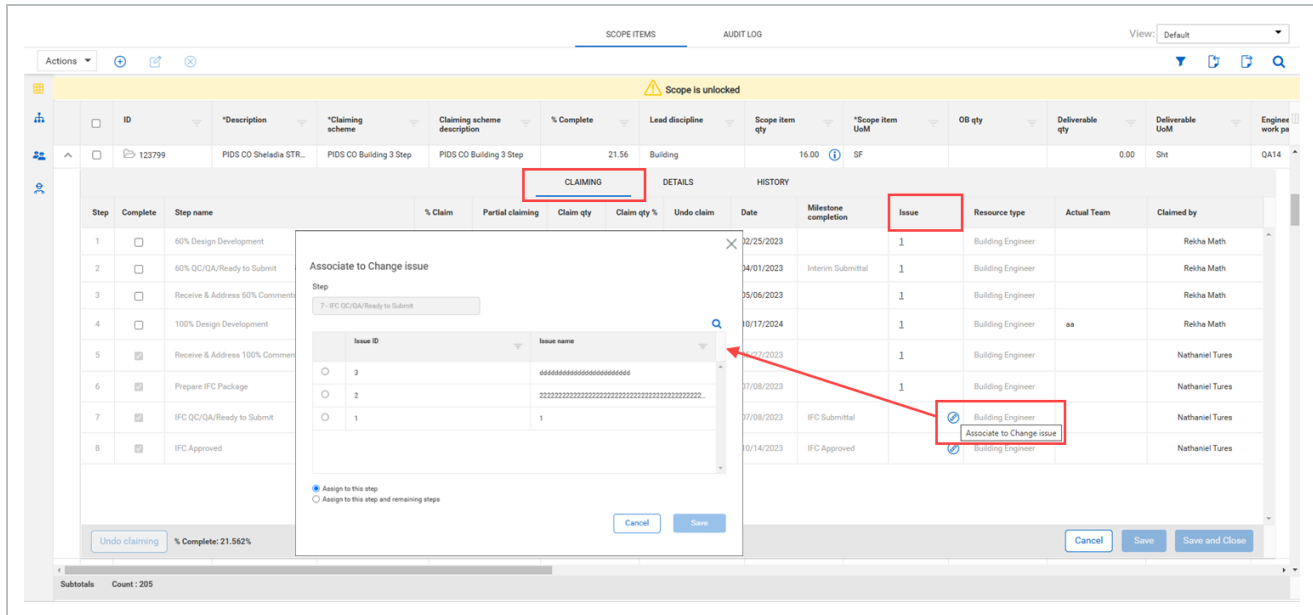 SCOPE ITEMS AUDIT LOG View: Default
Actions
Scope is unlocked
ID *Description *Claiming scheme Claiming scheme description % Complete Lead discipline Scope item qty *Scope item UoM OB qty Deliverable qty Deliverable UoM Enginee work pa
123799 PIDS CO Sheladia STR... PIDS CO Building 3 Step PIDS CO Building 3 Step 21.56 Building 16.00 SF 0.00 Sht QA14
CLAIMING DETAILS HISTORY
Step Complete Step name % Claim Partial claiming Claim qty Claim qty % Undo claim Date Milestone completion Issue Resource type Actual Team Claimed by
1 60% Design Development 02/25/2023 1 Building Engineer Rekha Math
2 60% QC/QA/Ready to Submit 04/01/2023 Interim Submittal 1 Building Engineer Rekha Math
3 Receive & Address 60% Comments 05/06/2023 1 Building Engineer Rekha Math
4 100% Design Development 10/17/2024 1 Building Engineer aa Rekha Math
5 Receive & Address 100% Commen /27/2023 1 Building Engineer Nathaniel Tures
6 Prepare IFC Package 07/08/2023 1 Building Engineer Nathaniel Tures
7 IFC QC/QA/Ready to Submit 07/08/2023 IFC Submittal Building Engineer Nathaniel Tures
Associate to Change issue
8 IFC Approved 10/14/2023 IFC Approved Building Engineer Nathaniel Tures
Associate to Change issue
Step
7 - IFC QC/QA/Ready to Submit
Issue ID Issue name
3
2
1 1
Assign to this step
Assign to this step and remaining steps
Cancel Save
Undo claiming % Complete: 21.562% Cancel Save Save and Close
Subtotals Count : 205